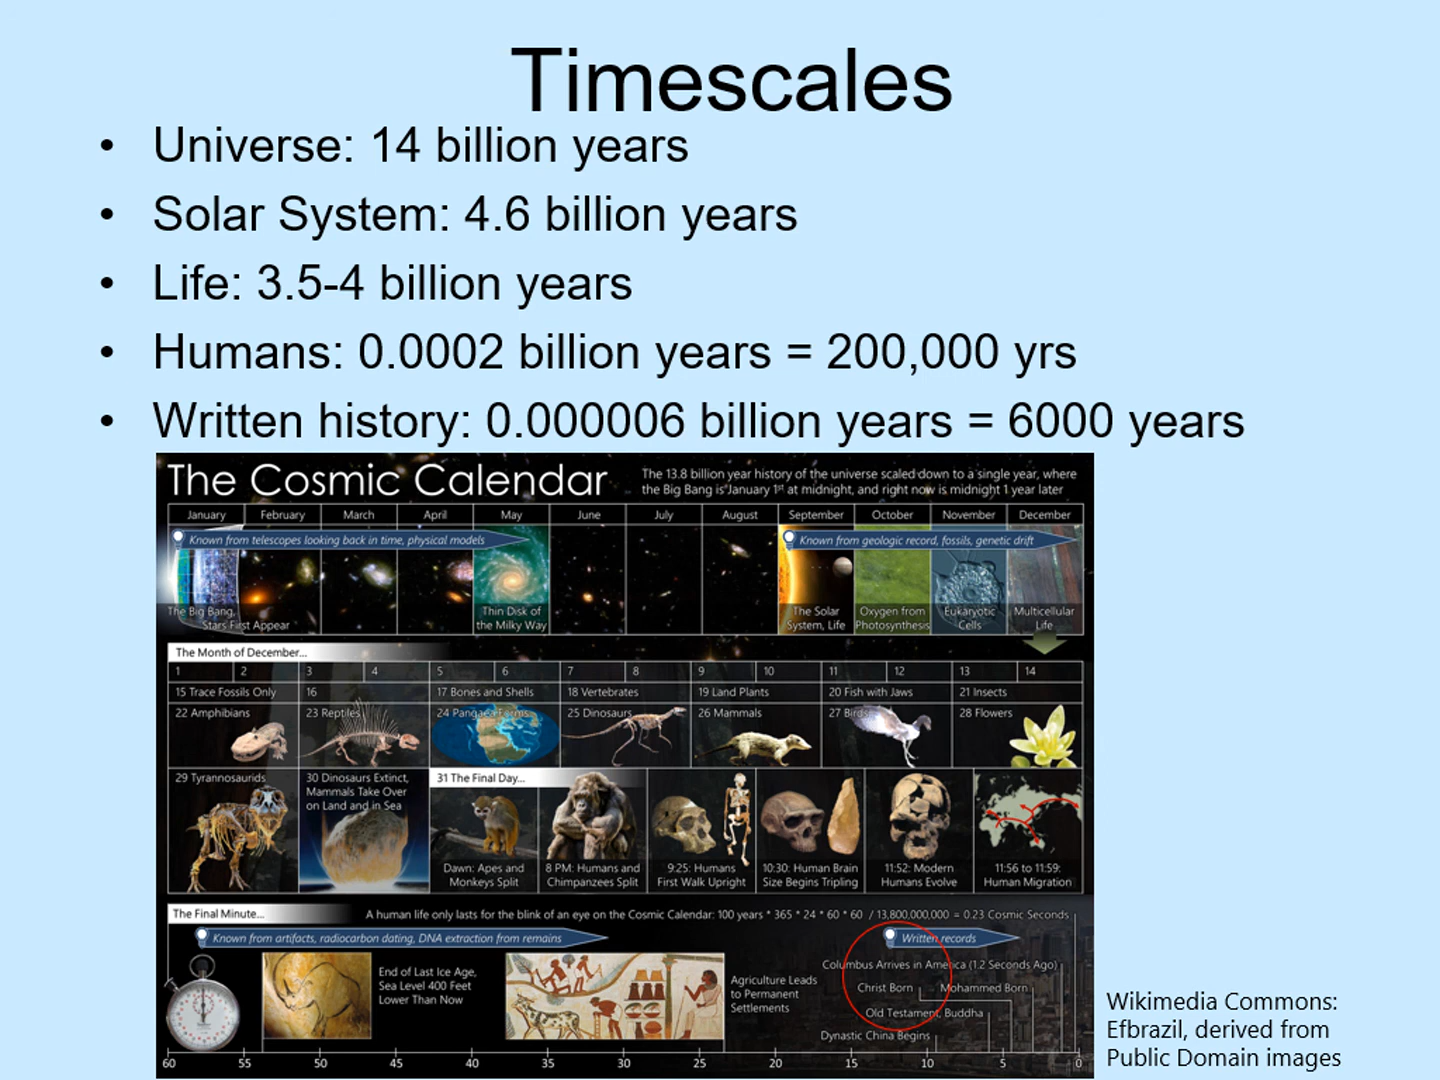 Timescales
• Universe: 14 billion years
• Solar System: 4.6 billion years
• Life: 3.5-4 billion years
• Humans: 0.0002 billion years = 200,000 yrs
• Written history: 0.000006 billion years = 6000 years
The Cosmic Calendar
The 13.8 billion year history of the universe scaled down to a single year, where
the Big Bang is January 1st at midnight, and right now is midnight 1 year later
January February March April May June July August September October November December
Known from telescopes looking back in time, physical models
Known from geologic record, fossils, genetic drift
The Big Bang,
Stars First Appear
Thin Disk of
the Milky Way
The Solar
System, Life
Oxygen from
Photosynthesis
Eukaryotic
Cells
Multicellular
Life
The Month of December...
1 2 3 4 5 6 7 8 9 10 11 12 13 14
15 Trace Fossils Only 16 17 Bones and Shells 18 Vertebrates 19 Land Plants 20 Fish with Jaws 21 Insects
22 Amphibians 23 Reptiles 24 Pangaea Forms 25 Dinosaurs 26 Mammals 27 Birds 28 Flowers
29 Tyrannosaurids
30 Dinosaurs Extinct,
Mammals Take Over
on Land and in Sea
31 The Final Day...
Dawn: Apes and
Monkeys Split
8 PM: Humans and
Chimpanzees Split
9:25: Humans
First Walk Upright
10:30: Human Brain
Size Begins Tripling
11:52: Modern
Humans Evolve
11:56 to 11:59:
Human Migration
The Final Minute...
A human life only lasts for the blink of an eye on the Cosmic Calendar: 100 years * 365 * 24 * 60 * 60 / 13,800,000,000 = 0.23 Cosmic Seconds
Known from artifacts, radiocarbon dating, DNA extraction from remains
Written records
End of Last Ice Age,
Sea Level 400 Feet
Lower Than Now
Agriculture Leads
to Permanent
Settlements
Columbus Arrives in America (1.2 Seconds Ago)
Christ Born
Mohammed Born
Old Testament, Buddha
Dynastic China Begins
60 55 50 45 40 35 30 25 20 15 10 5 0
Wikimedia Commons:
Efbrazil, derived from
Public Domain images